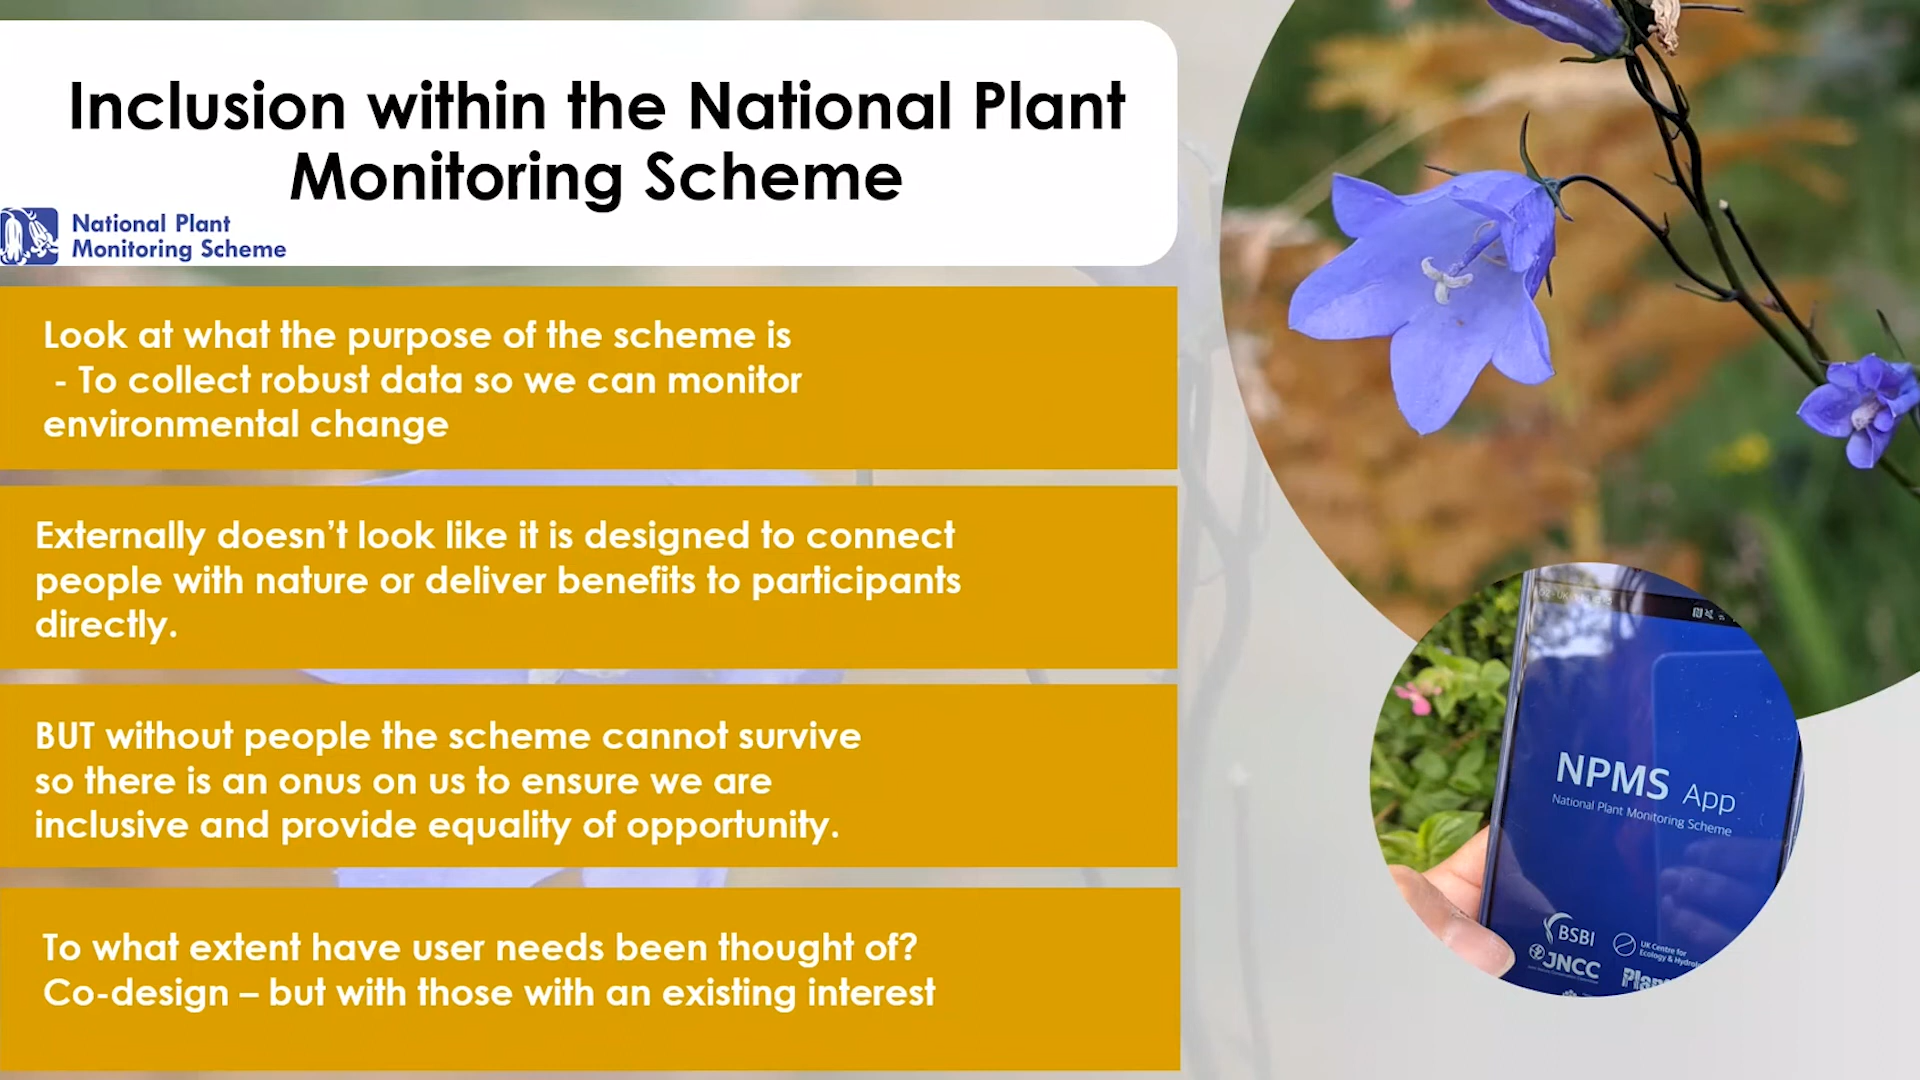 Inclusion within the National Plant
Monitoring Scheme
National Plant
Monitoring Scheme
Look at what the purpose of the scheme is
- To collect robust data so we can monitor
environmental change
Externally doesn’t look like it is designed to connect
people with nature or deliver benefits to participants
directly.
BUT without people the scheme cannot survive
so there is an onus on us to ensure we are
inclusive and provide equality of opportunity.
To what extent have user needs been thought of?
Co-design – but with those with an existing interest
NPMS App
National Plant Monitoring Scheme
BSBI
UK Centre for
Ecology &
JNCC